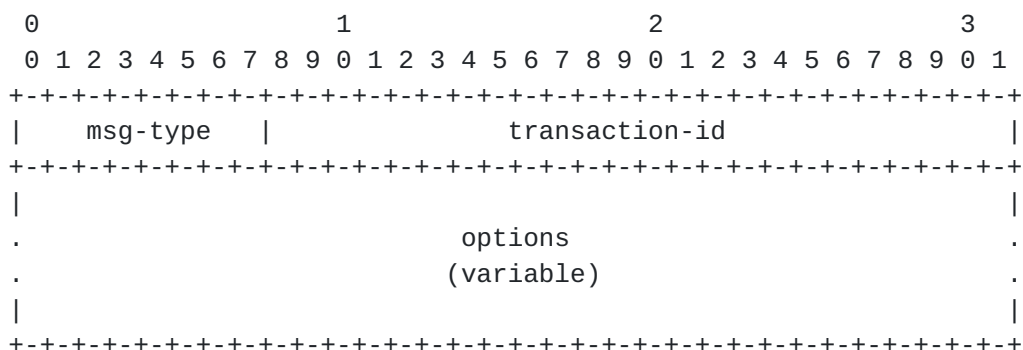 0                   1                   2                   3
 0 1 2 3 4 5 6 7 8 9 0 1 2 3 4 5 6 7 8 9 0 1 2 3 4 5 6 7 8 9 0 1
+-+-+-+-+-+-+-+-+-+-+-+-+-+-+-+-+-+-+-+-+-+-+-+-+-+-+-+-+-+-+-+-+
|    msg-type   |               transaction-id                  |
+-+-+-+-+-+-+-+-+-+-+-+-+-+-+-+-+-+-+-+-+-+-+-+-+-+-+-+-+-+-+-+-+
|                                                               |
.                            options                            .
.                           (variable)                          .
|                                                               |
+-+-+-+-+-+-+-+-+-+-+-+-+-+-+-+-+-+-+-+-+-+-+-+-+-+-+-+-+-+-+-+-+